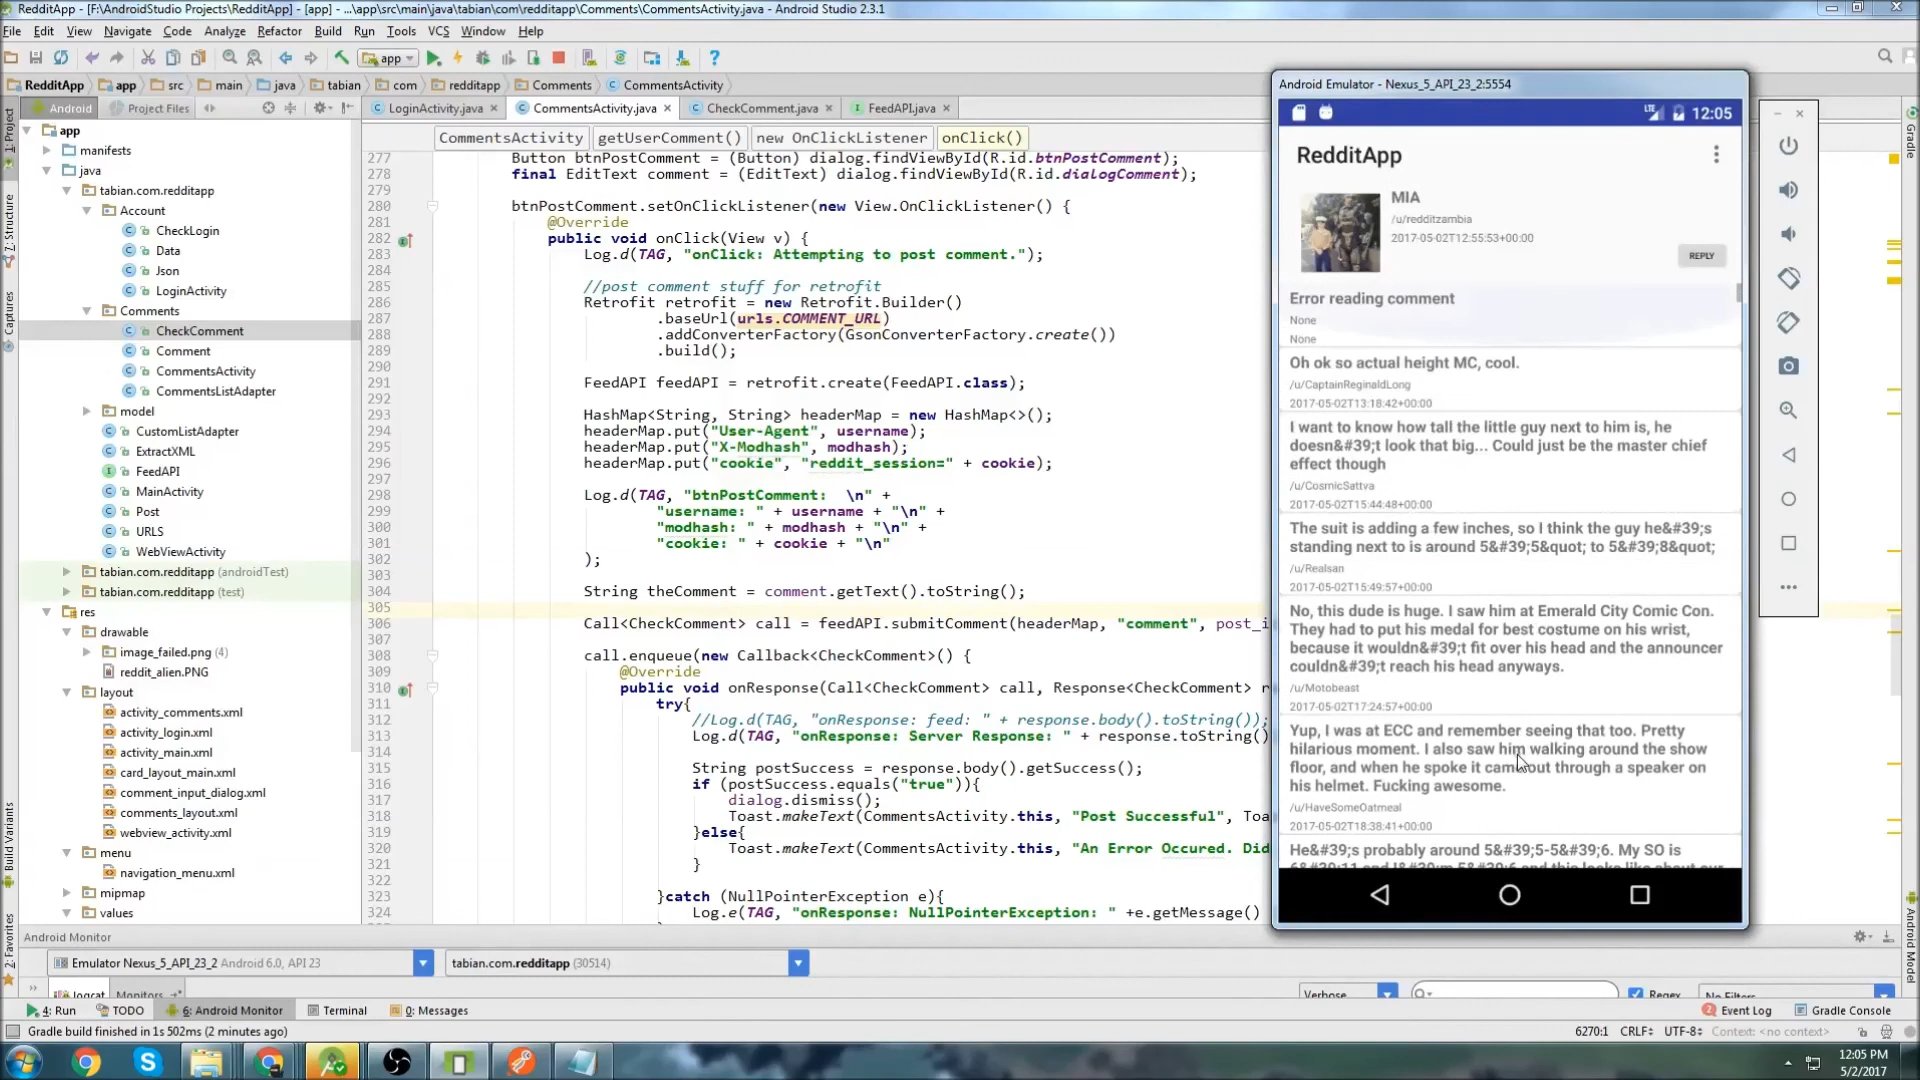 RedditApp - [F:\AndroidStudio Projects\RedditApp] - [app] - ...\app\src\main\java\tabian\com\redditapp\Comments\CommentsActivity.java - Android Studio 2.3.1
File Edit View Navigate Code Analyze Refactor Build Run Tools VCS Window Help
app
RedditApp app src main java tabian com redditapp Comments CommentsActivity
Android Project Files
LoginActivity.java CommentsActivity.java CheckComment.java FeedAPI.java
CommentsActivity getUserComment() new OnClickListener onClick()
1: Project
7: Structure
Captures
Build Variants
2: Favorites
Gradle
Android Model
app
manifests
java
tabian.com.redditapp
Account
CheckLogin
Data
Json
LoginActivity
Comments
CheckComment
Comment
CommentsActivity
CommentsListAdapter
model
CustomListAdapter
ExtractXML
FeedAPI
MainActivity
Post
URLS
WebViewActivity
tabian.com.redditapp (androidTest)
tabian.com.redditapp (test)
res
drawable
image_failed.png (4)
reddit_alien.PNG
layout
activity_comments.xml
activity_login.xml
activity_main.xml
card_layout_main.xml
comment_input_dialog.xml
comments_layout.xml
webview_activity.xml
menu
navigation_menu.xml
mipmap
values
277 Button btnPostComment = (Button) dialog.findViewById(R.id.btnPostComment);
278 final EditText comment = (EditText) dialog.findViewById(R.id.dialogComment);
279
280 btnPostComment.setOnClickListener(new View.OnClickListener() {
281 @Override
282 public void onClick(View v) {
283 Log.d(TAG, "onClick: Attempting to post comment.");
284
285 //post comment stuff for retrofit
286 Retrofit retrofit = new Retrofit.Builder()
287 .baseUrl(urls.COMMENT_URL)
288 .addConverterFactory(GsonConverterFactory.create())
289 .build();
290
291 FeedAPI feedAPI = retrofit.create(FeedAPI.class);
292
293 HashMap<String, String> headerMap = new HashMap<>();
294 headerMap.put("User-Agent", username);
295 headerMap.put("X-Modhash", modhash);
296 headerMap.put("cookie", "reddit_session=" + cookie);
297
298 Log.d(TAG, "btnPostComment:  \n" +
299 "username: " + username + "\n" +
300 "modhash: " + modhash + "\n" +
301 "cookie: " + cookie + "\n"
302 );
303
304 String theComment = comment.getText().toString();
305
306 Call<CheckComment> call = feedAPI.submitComment(headerMap, "comment", post_i
307
308 call.enqueue(new Callback<CheckComment>() {
309 @Override
310 public void onResponse(Call<CheckComment> call, Response<CheckComment> r
311 try{
312 //Log.d(TAG, "onResponse: feed: " + response.body().toString());
313 Log.d(TAG, "onResponse: Server Response: " + response.toString()
314
315 String postSuccess = response.body().getSuccess();
316 if (postSuccess.equals("true")){
317 dialog.dismiss();
318 Toast.makeText(CommentsActivity.this, "Post Successful", Toa
319 }else{
320 Toast.makeText(CommentsActivity.this, "An Error Occured. Did
321 }
322
323 }catch (NullPointerException e){
324 Log.e(TAG, "onResponse: NullPointerException: " +e.getMessage()
Android Emulator - Nexus_5_API_23_2:5554
LTE 12:05
RedditApp
MIA
/u/redditzambia
2017-05-02T12:55:53+00:00
REPLY
Error reading comment
None
None
Oh ok so actual height MC, cool.
/u/CaptainReginaldLong
2017-05-02T13:18:42+00:00
I want to know how tall the little guy next to him is, he
doesn&#39;t look that big... Could just be the master chief
effect though
/u/CosmicSattva
2017-05-02T15:44:48+00:00
The suit is adding a few inches, so I think the guy he&#39;s
standing next to is around 5&#39;5&quot; to 5&#39;8&quot;
/u/Realsan
2017-05-02T15:49:57+00:00
No, this dude is huge. I saw him at Emerald City Comic Con.
They had to put his medal for best costume on his wrist,
because it wouldn&#39;t fit over his head and the announcer
couldn&#39;t reach his head anyways.
/u/Motobeast
2017-05-02T17:24:57+00:00
Yup, I was at ECC and remember seeing that too. Pretty
hilarious moment. I also saw him walking around the show
floor, and when he spoke it came out through a speaker on
his helmet. Fucking awesome.
/u/HaveSomeOatmeal
2017-05-02T18:38:41+00:00
He&#39;s probably around 5&#39;5-5&#39;6. My SO is
Android Monitor
Emulator Nexus_5_API_23_2 Android 6.0, API 23
tabian.com.redditapp (30514)
logcat Monitors
Verbose Regex No Filters
4: Run TODO 6: Android Monitor Terminal 0: Messages
Event Log Gradle Console
Gradle build finished in 1s 502ms (2 minutes ago)
6270:1 CRLF UTF-8 Context: <no context>
12:05 PM
5/2/2017